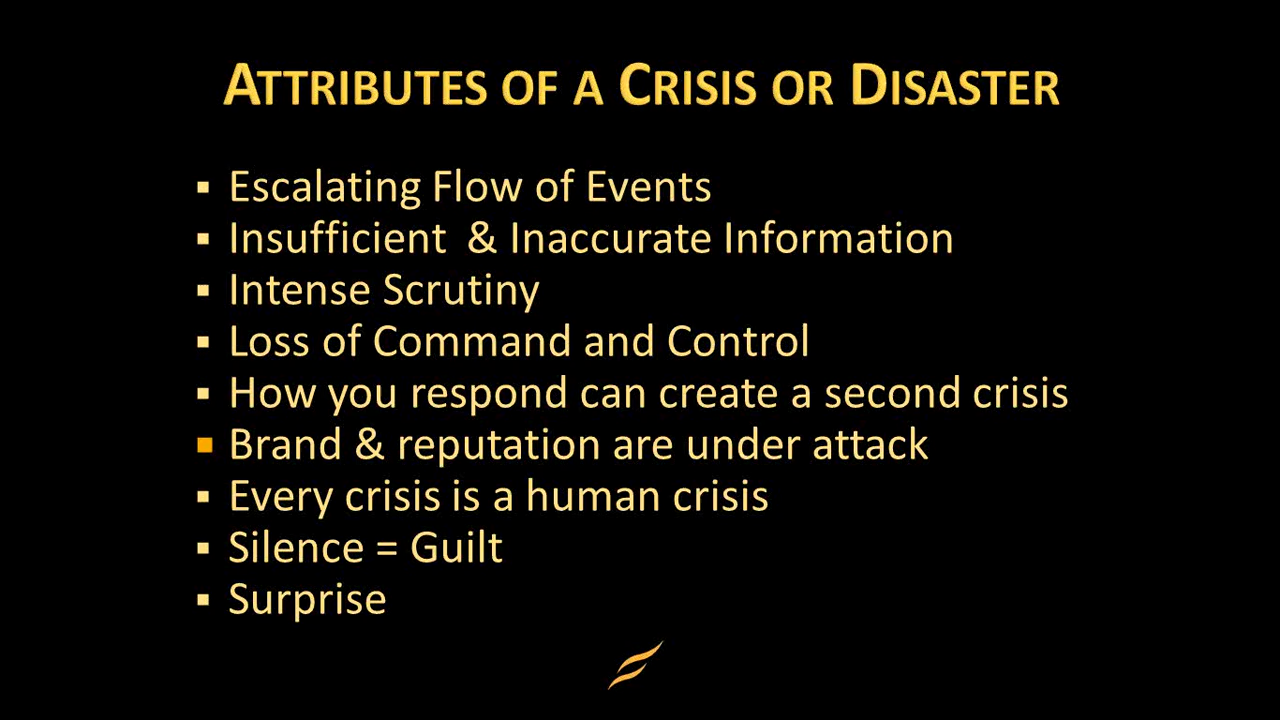 ATTRIBUTES OF A CRISIS OR DISASTER
Escalating Flow of Events
Insufficient & Inaccurate Information
Intense Scrutiny
Loss of Command and Control
How you respond can create a second crisis
Brand & reputation are under attack
Every crisis is a human crisis
Silence = Guilt
Surprise